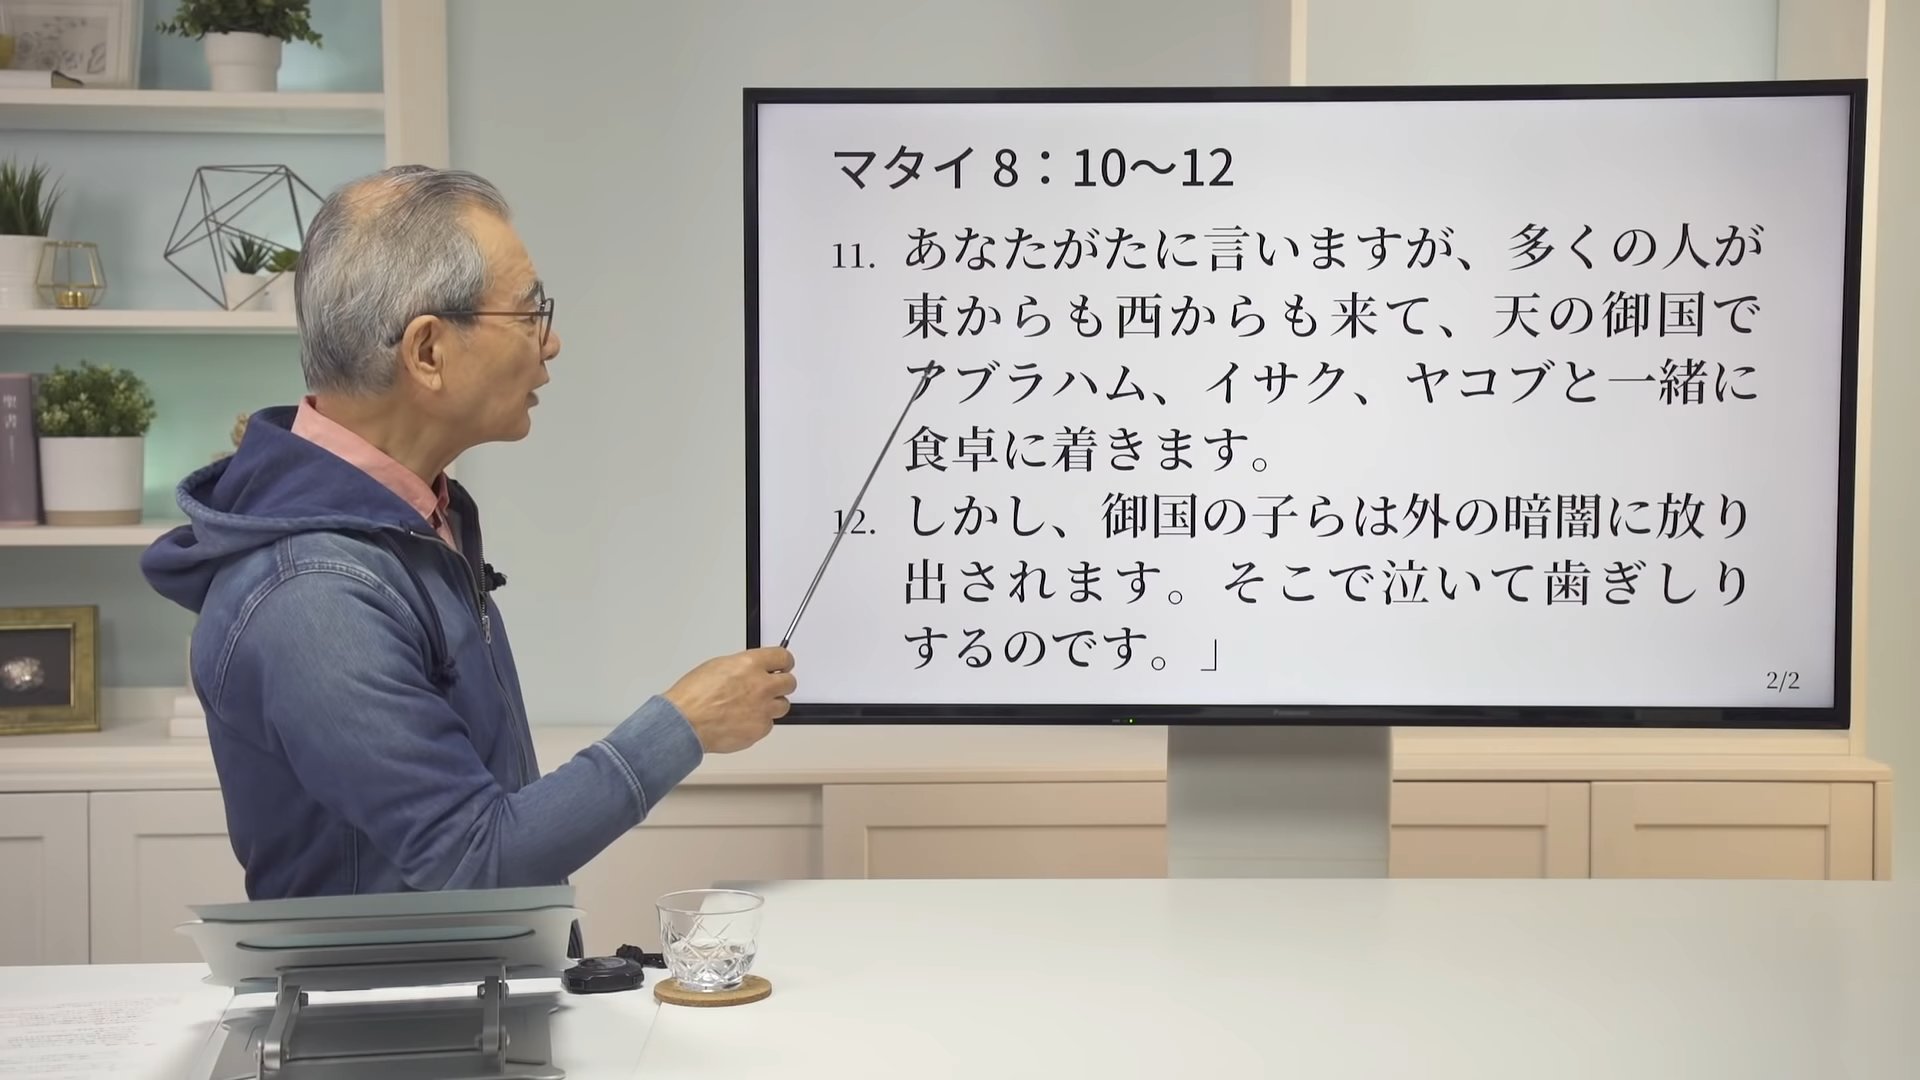 マタイ 8：10～12
11. あなたがたに言いますが、多くの人が
東からも西からも来て、天の御国で
アブラハム、イサク、ヤコブと一緒に
食卓に着きます。
12. しかし、御国の子らは外の暗闇に放り
出されます。そこで泣いて歯ぎしり
するのです。」
2/2
聖書
Panasonic